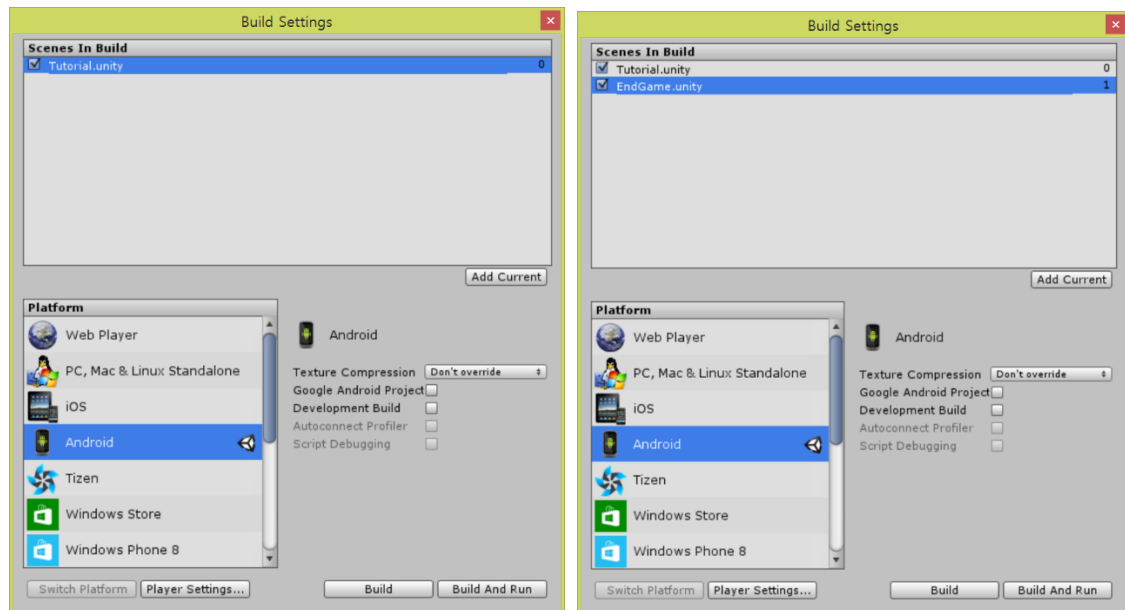 Build Settings
Scenes In Build
Tutorial.unity 0
Add Current
Platform
Web Player
PC, Mac & Linux Standalone
iOS
Android
Tizen
Windows Store
Windows Phone 8
Android
Texture Compression Don't override
Google Android Project
Development Build
Autoconnect Profiler
Script Debugging
Switch Platform Player Settings... Build Build And Run
Build Settings
Scenes In Build
Tutorial.unity 0
EndGame.unity 1
Add Current
Platform
Web Player
PC, Mac & Linux Standalone
iOS
Android
Tizen
Windows Store
Windows Phone 8
Android
Texture Compression Don't override
Google Android Project
Development Build
Autoconnect Profiler
Script Debugging
Switch Platform Player Settings... Build Build And Run